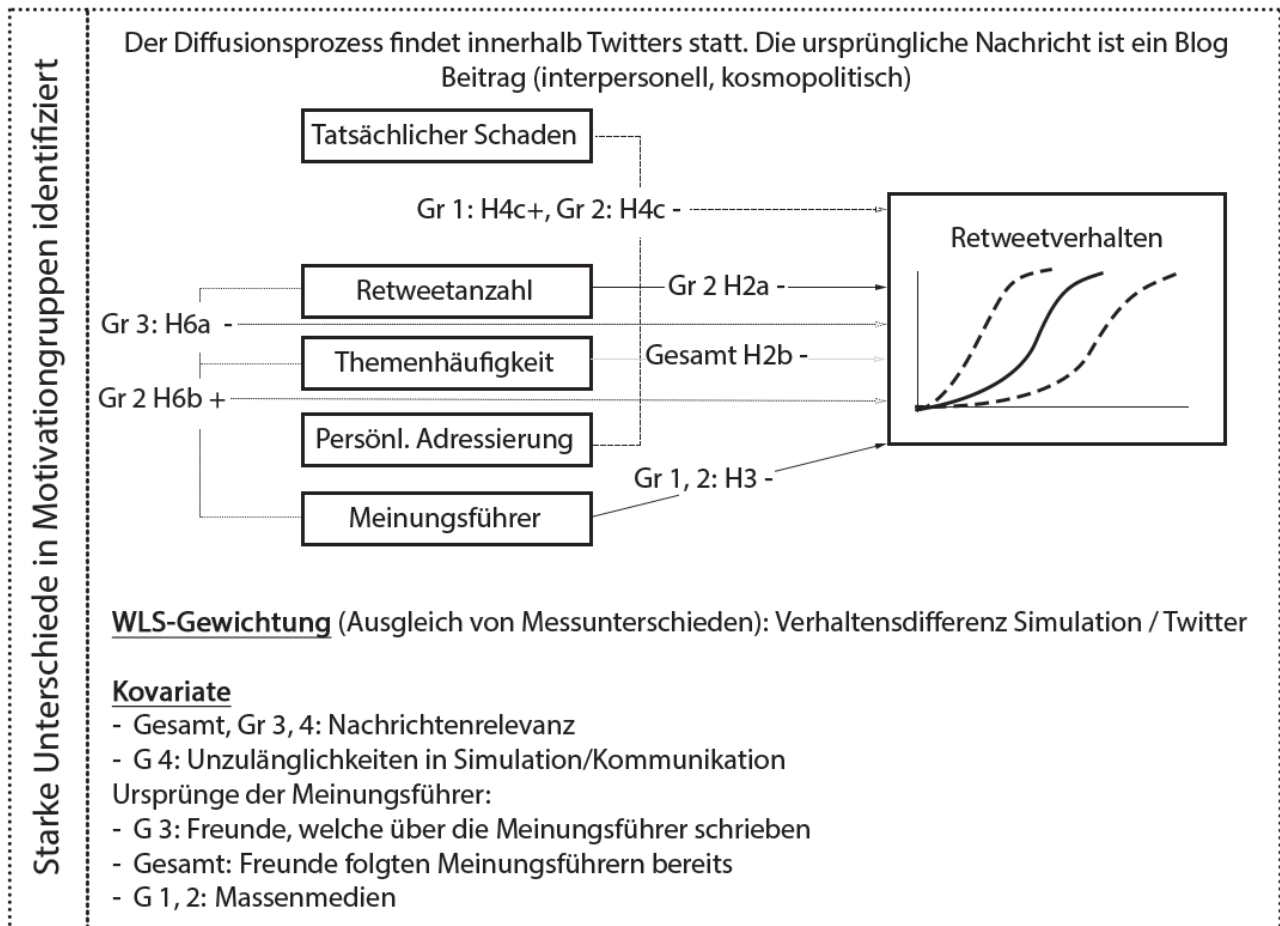 Starke Unterschiede in Motivationgruppen identifiziert
Der Diffusionsprozess findet innerhalb Twitters statt. Die ursprüngliche Nachricht ist ein Blog
Beitrag (interpersonell, kosmopolitisch)
Tatsächlicher Schaden
Gr 1: H4c+, Gr 2: H4c -
Retweetverhalten
Retweetanzahl
Gr 2 H2a -
Gr 3: H6a -
Themenhäufigkeit
Gesamt H2b -
Gr 2 H6b +
Persönl. Adressierung
Gr 1, 2: H3 -
Meinungsführer
WLS-Gewichtung (Ausgleich von Messunterschieden): Verhaltensdifferenz Simulation / Twitter
Kovariate
- Gesamt, Gr 3, 4: Nachrichtenrelevanz
- G 4: Unzulänglichkeiten in Simulation/Kommunikation
Ursprünge der Meinungsführer:
- G 3: Freunde, welche über die Meinungsführer schrieben
- Gesamt: Freunde folgten Meinungsführern bereits
- G 1, 2: Massenmedien